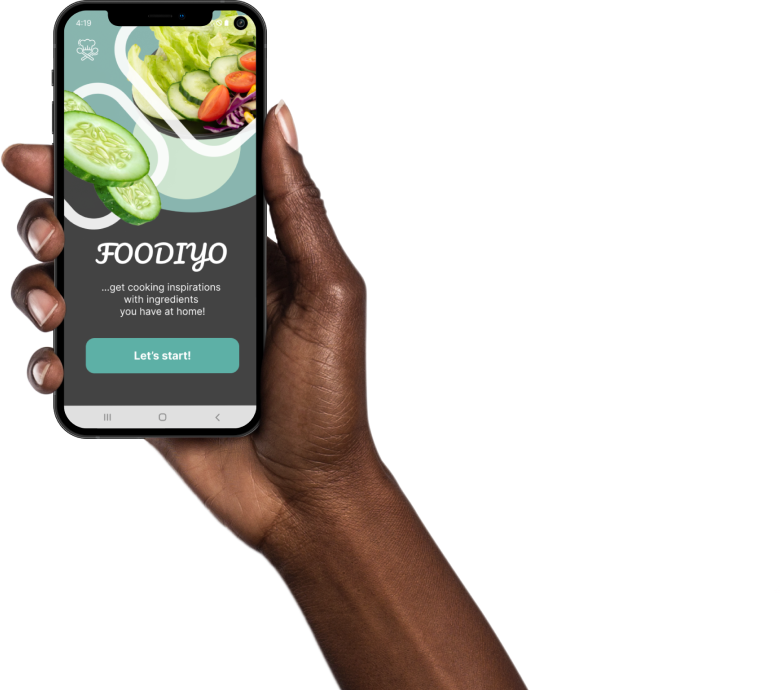 4:19
FOODIYO
...get cooking inspirations
with ingredients
you have at home!
Let's start!